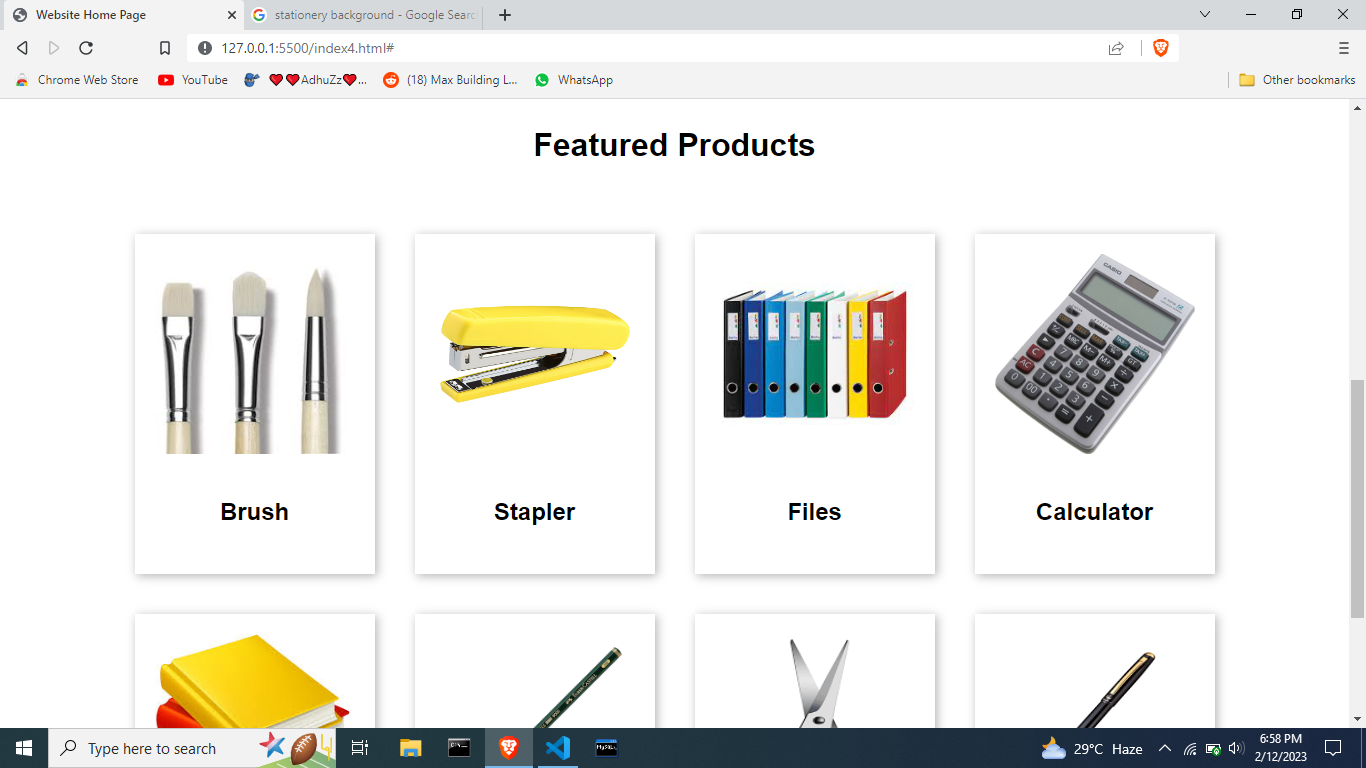 Website Home Page
stationery background - Google Searc
127.0.0.1:5500/index4.html#
Chrome Web Store
YouTube
❤❤AdhuZz❤...
(18) Max Building L...
WhatsApp
Other bookmarks
Featured Products
CASIO
Brush
Stapler
Files
Calculator
Type here to search
29°C Haze
6:58 PM
2/12/2023